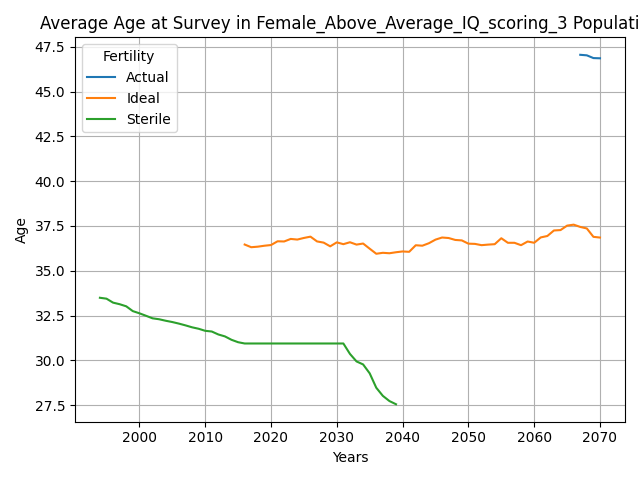 Average Age at Survey in Female_Above_Average_IQ_scoring_3 Populati
Fertility
Actual
Ideal
Sterile
47.5
45.0
42.5
40.0
37.5
35.0
32.5
30.0
27.5
Age
2000 2010 2020 2030 2040 2050 2060 2070
Years